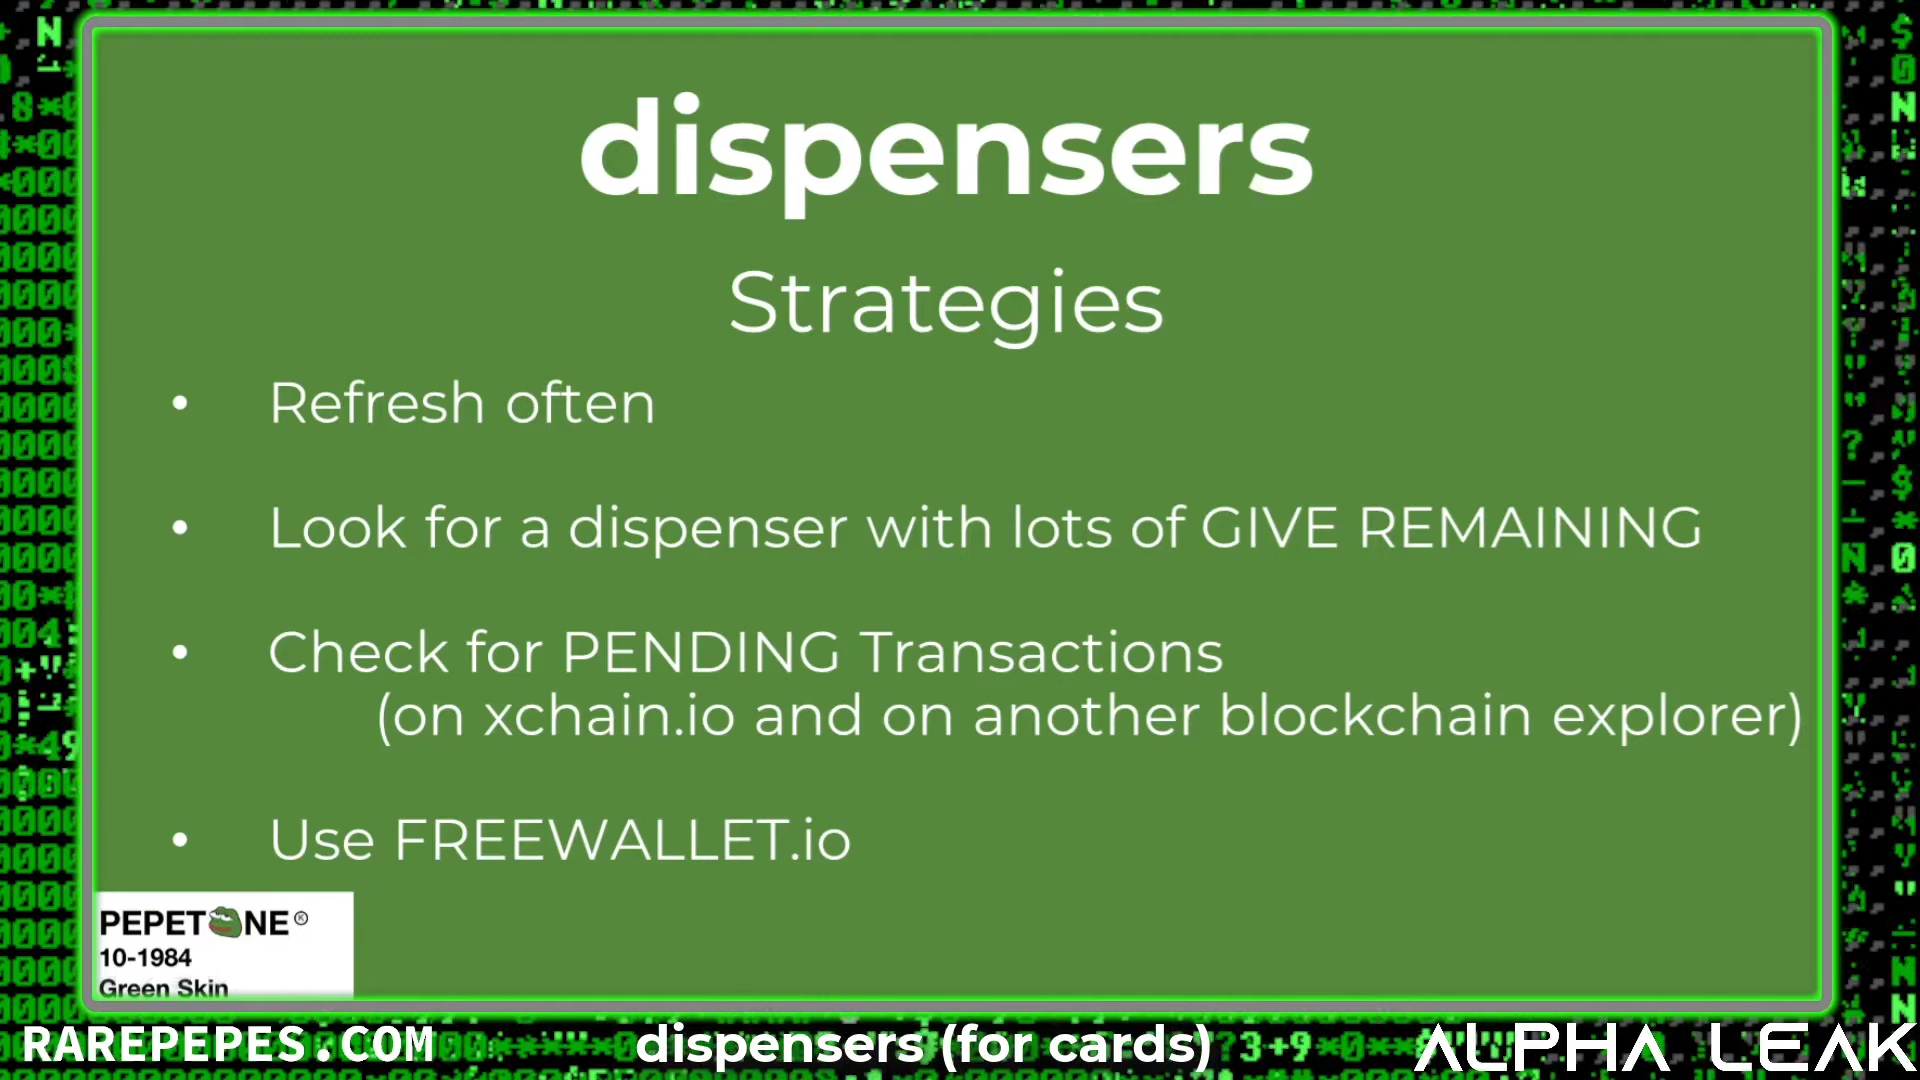 dispensers
Strategies
• Refresh often
• Look for a dispenser with lots of GIVE REMAINING
• Check for PENDING Transactions
(on xchain.io and on another blockchain explorer)
• Use FREEWALLET.io
PEPETONE®
10-1984
Green Skin
RAREPEPES.COM
dispensers (for cards)
ALPHA LEAK